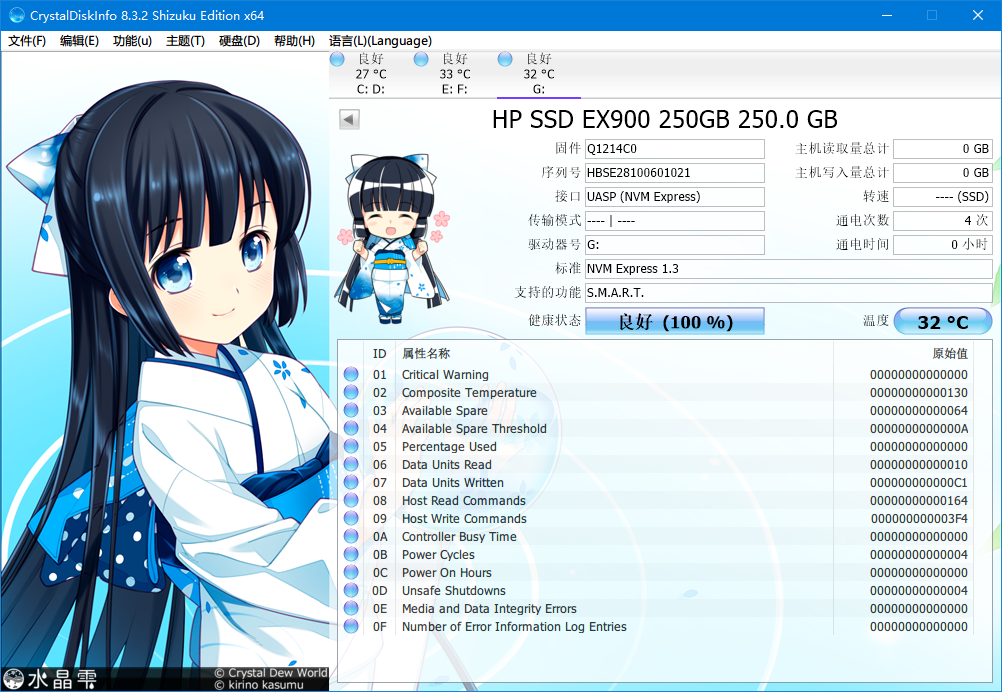 CrystalDiskInfo 8.3.2 Shizuku Edition x64
文件(F) 编辑(E) 功能(u) 主题(T) 硬盘(D) 帮助(H) 语言(L)(Language)
良好 良好 良好
27 °C 33 °C 32 °C
C: D: E: F: G:
HP SSD EX900 250GB 250.0 GB
固件 Q1214C0 主机读取量总计 0 GB
序列号 HBSE28100601021 主机写入量总计 0 GB
接口 UASP (NVM Express) 转速 ---- (SSD)
传输模式 ---- | ---- 通电次数 4 次
驱动器号 G: 通电时间 0 小时
标准 NVM Express 1.3
支持的功能 S.M.A.R.T.
健康状态 良好 (100 %) 温度 32 °C
ID 属性名称 原始值
01 Critical Warning 00000000000000
02 Composite Temperature 00000000000130
03 Available Spare 00000000000064
04 Available Spare Threshold 0000000000000A
05 Percentage Used 00000000000000
06 Data Units Read 00000000000010
07 Data Units Written 000000000000C1
08 Host Read Commands 00000000000164
09 Host Write Commands 000000000003F4
0A Controller Busy Time 00000000000000
0B Power Cycles 00000000000004
0C Power On Hours 00000000000000
0D Unsafe Shutdowns 00000000000004
0E Media and Data Integrity Errors 00000000000000
0F Number of Error Information Log Entries 00000000000000
水晶雫
© Crystal Dew World
© kirino kasumu